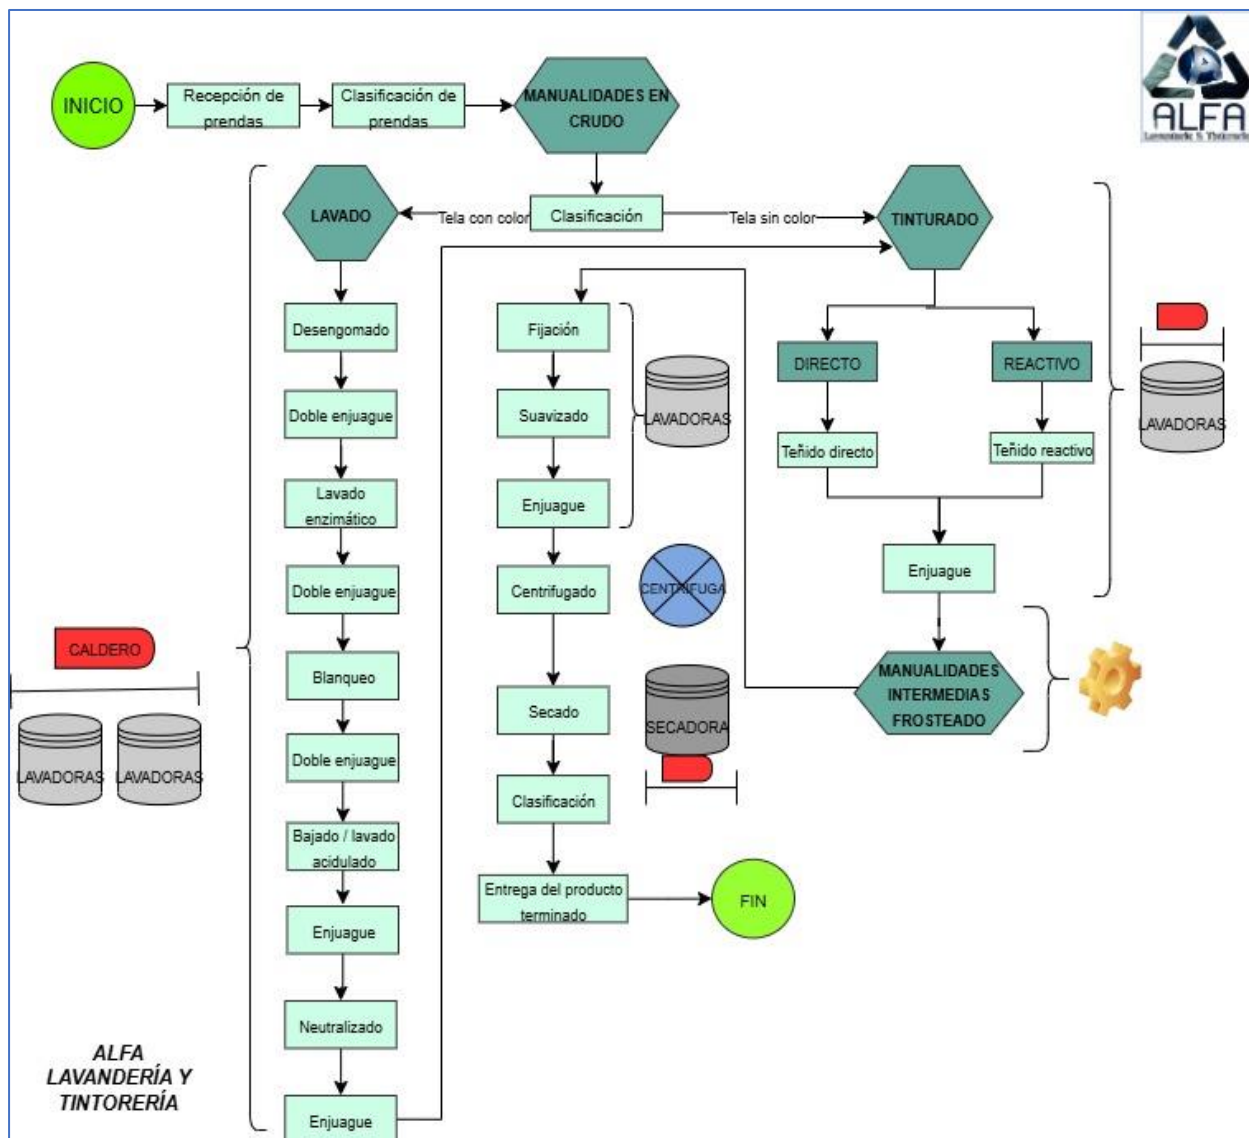 INICIO
Recepción de
prendas
Clasificación de
prendas
MANUALIDADES EN
CRUDO
ALFA
Lavandería & Tintorería
LAVADO
Tela con color
Clasificación
Tela sin color
TINTURADO
Desengomado
Doble enjuague
Lavado
enzimático
Doble enjuague
Blanqueo
Doble enjuague
Bajado / lavado
acidulado
Enjuague
Neutralizado
Enjuague
CALDERO
LAVADORAS
LAVADORAS
Fijación
Suavizado
Enjuague
LAVADORAS
Centrifugado
CENTRIFUGA
Secado
SECADORA
Clasificación
Entrega del producto
terminado
FIN
DIRECTO
REACTIVO
Teñido directo
Teñido reactivo
LAVADORAS
Enjuague
MANUALIDADES
INTERMEDIAS
FROSTEADO
ALFA
LAVANDERÍA Y
TINTORERÍA